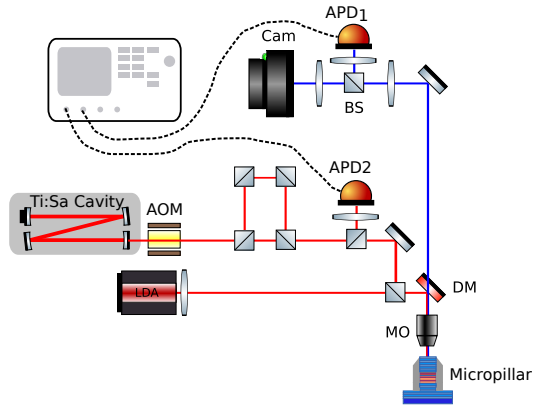 APD1
Cam
BS
APD2
Ti:Sa Cavity
AOM
LDA
DM
MO
Micropillar